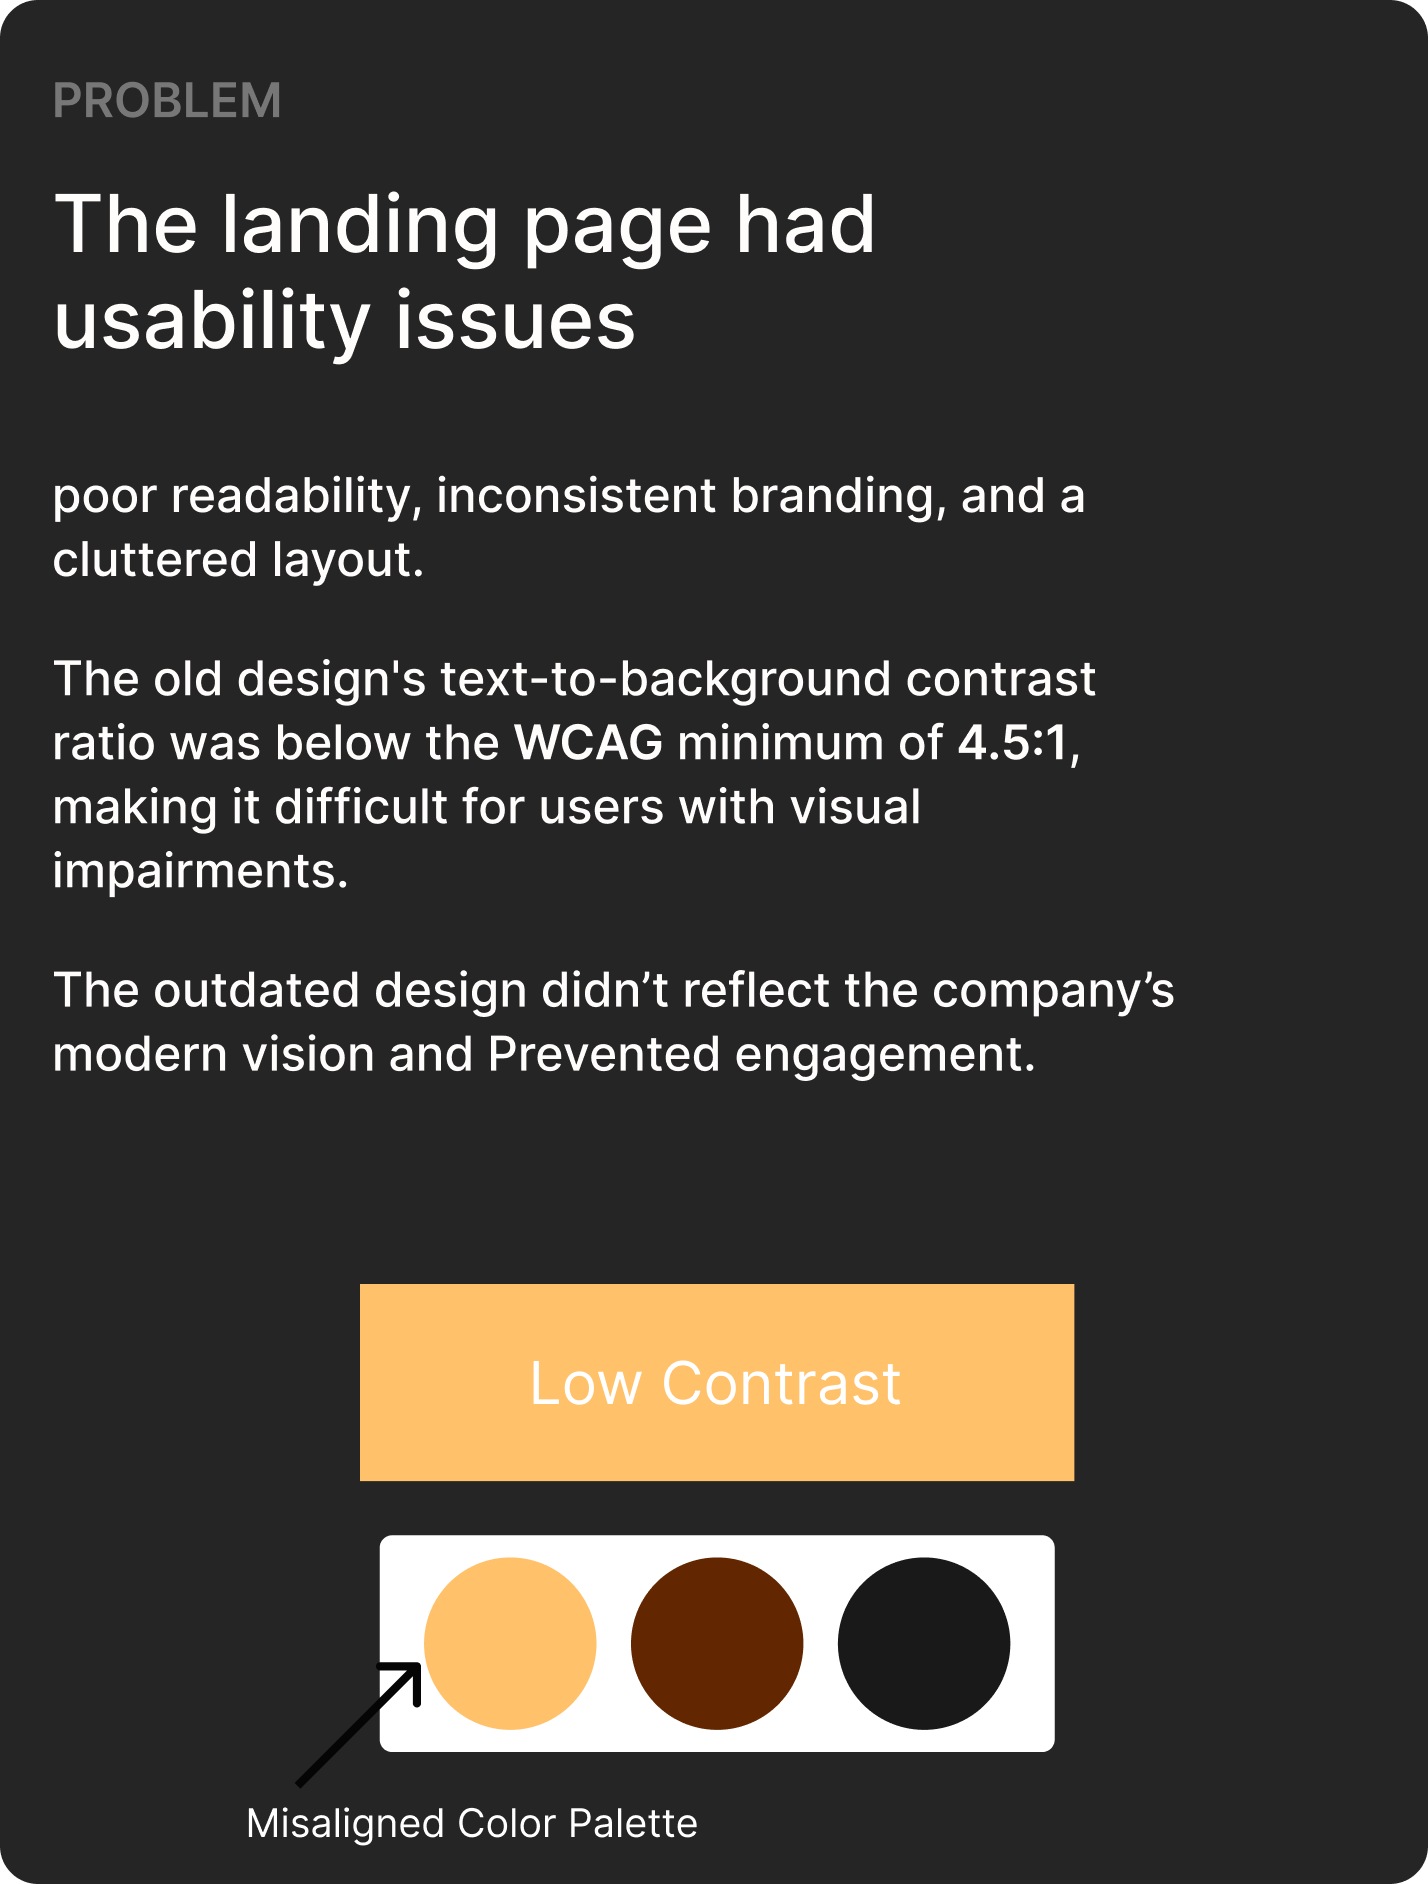 PROBLEM
The landing page had
usability issues
poor readability, inconsistent branding, and a
cluttered layout.
The old design's text-to-background contrast
ratio was below the WCAG minimum of 4.5:1,
making it difficult for users with visual
impairments.
The outdated design didn’t reflect the company’s
modern vision and Prevented engagement.
Low Contrast
Misaligned Color Palette